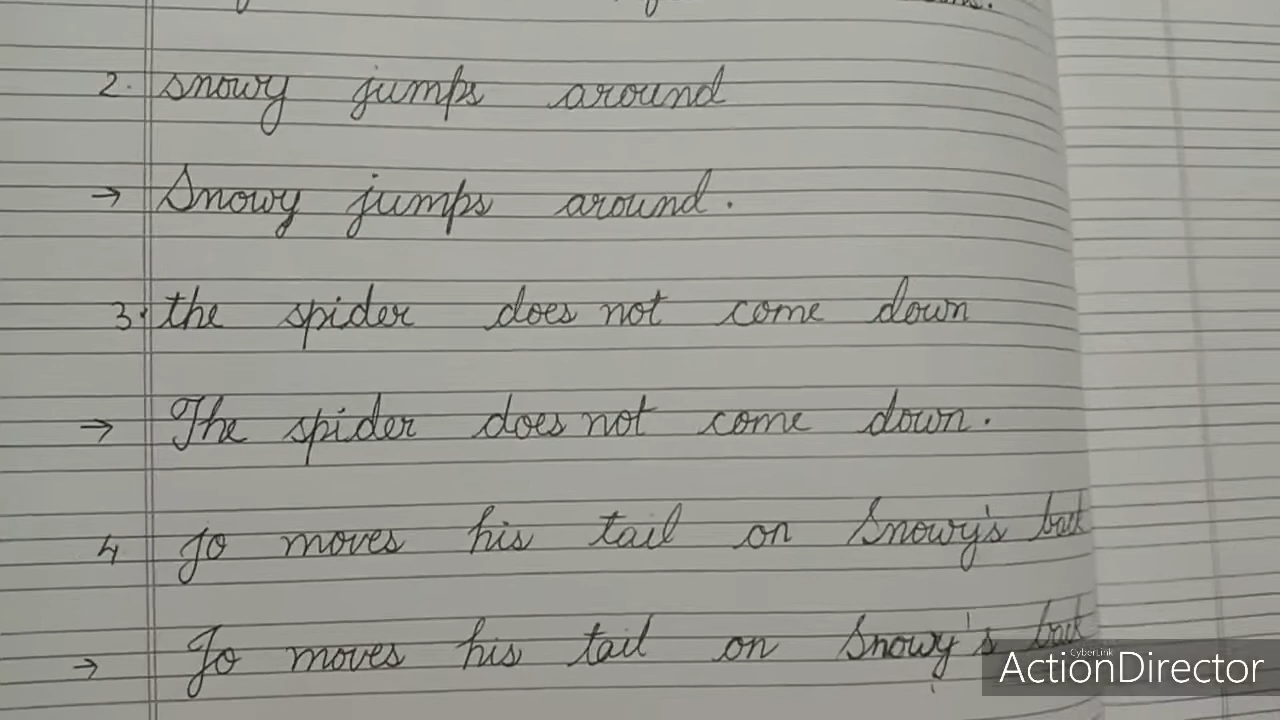 2. snowy jumps around
→ Snowy jumps around.
3. the spider does not come down
→ The spider does not come down.
4 jo moves his tail on Snowy's back
→ Jo moves his tail on Snowy's back
CyberLink
ActionDirector